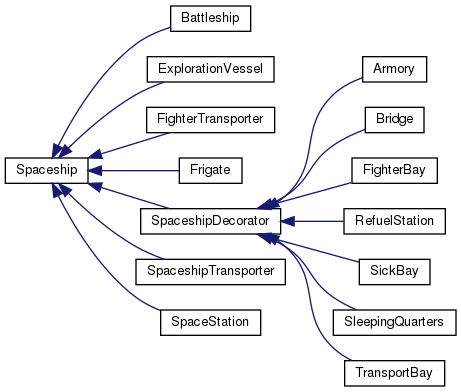 Battleship
ExplorationVessel
FighterTransporter
Frigate
Spaceship
SpaceshipDecorator
SpaceshipTransporter
SpaceStation
Armory
Bridge
FighterBay
RefuelStation
SickBay
SleepingQuarters
TransportBay